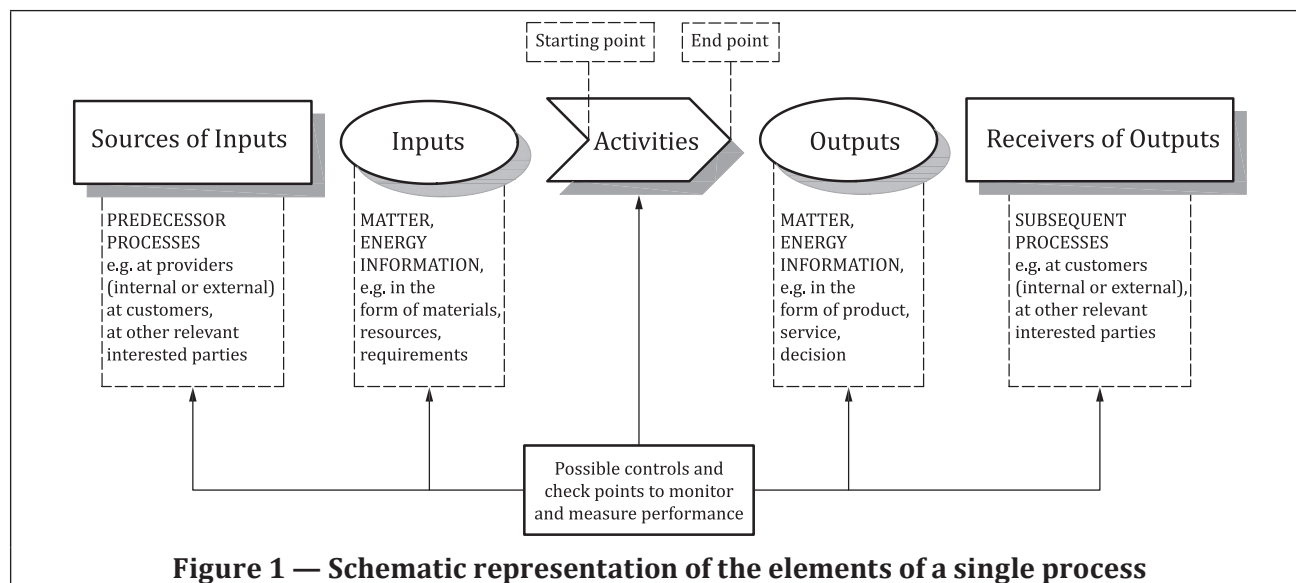 Starting point
End point
Sources of Inputs
Inputs
Activities
Outputs
Receivers of Outputs
PREDECESSOR
PROCESSES
e.g. at providers
(internal or external)
at customers,
at other relevant
interested parties
MATTER,
ENERGY
INFORMATION,
e.g. in the
form of materials,
resources,
requirements
MATTER,
ENERGY
INFORMATION,
e.g. in the
form of product,
service,
decision
SUBSEQUENT
PROCESSES
e.g. at customers
(internal or external),
at other relevant
interested parties
Possible controls and
check points to monitor
and measure performance
Figure 1 — Schematic representation of the elements of a single process